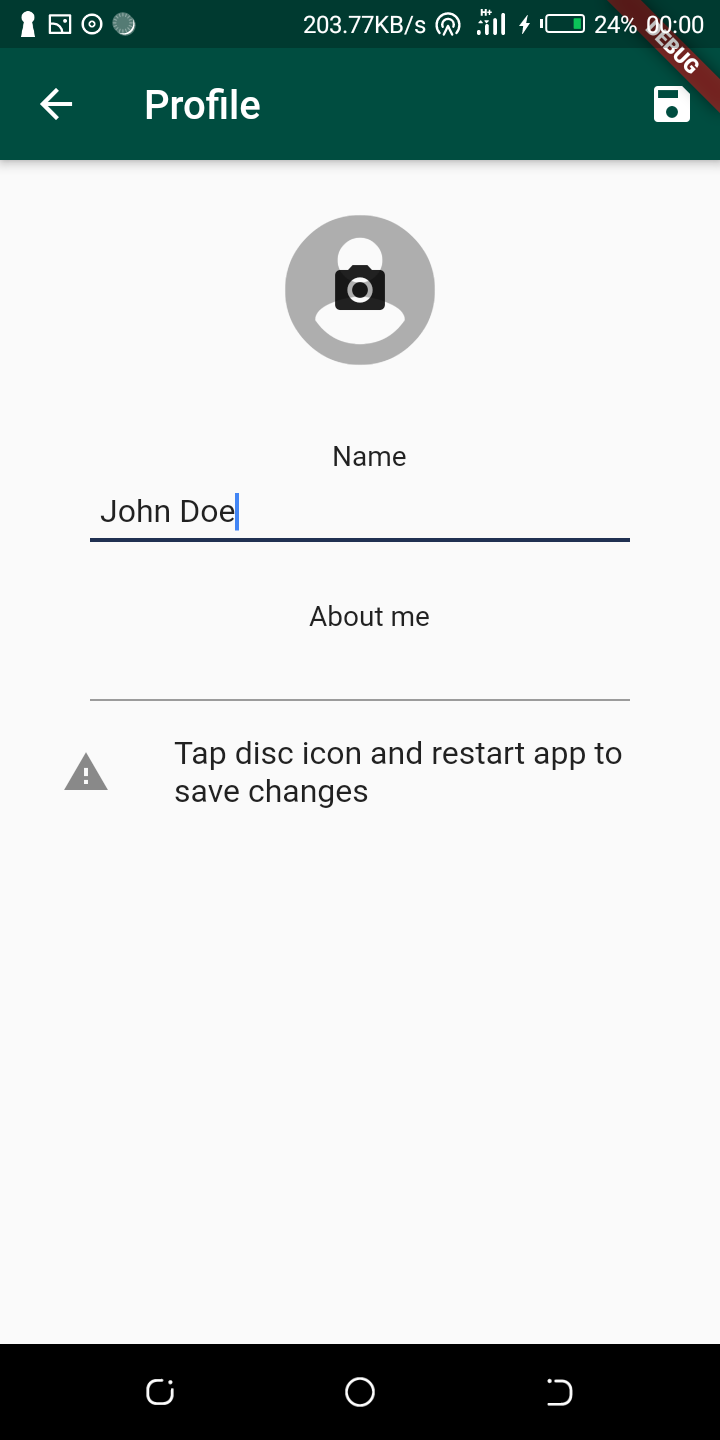 203.77KB/s H+ 24% 00:00
DEBUG
Profile
Name
John Doe
About me
Tap disc icon and restart app to
save changes